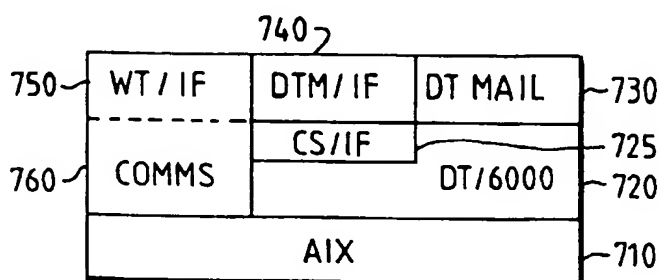 740
750 WT/IF DTM/IF DT MAIL 730
CS/IF 725
760 COMMS DT/6000 720
AIX 710